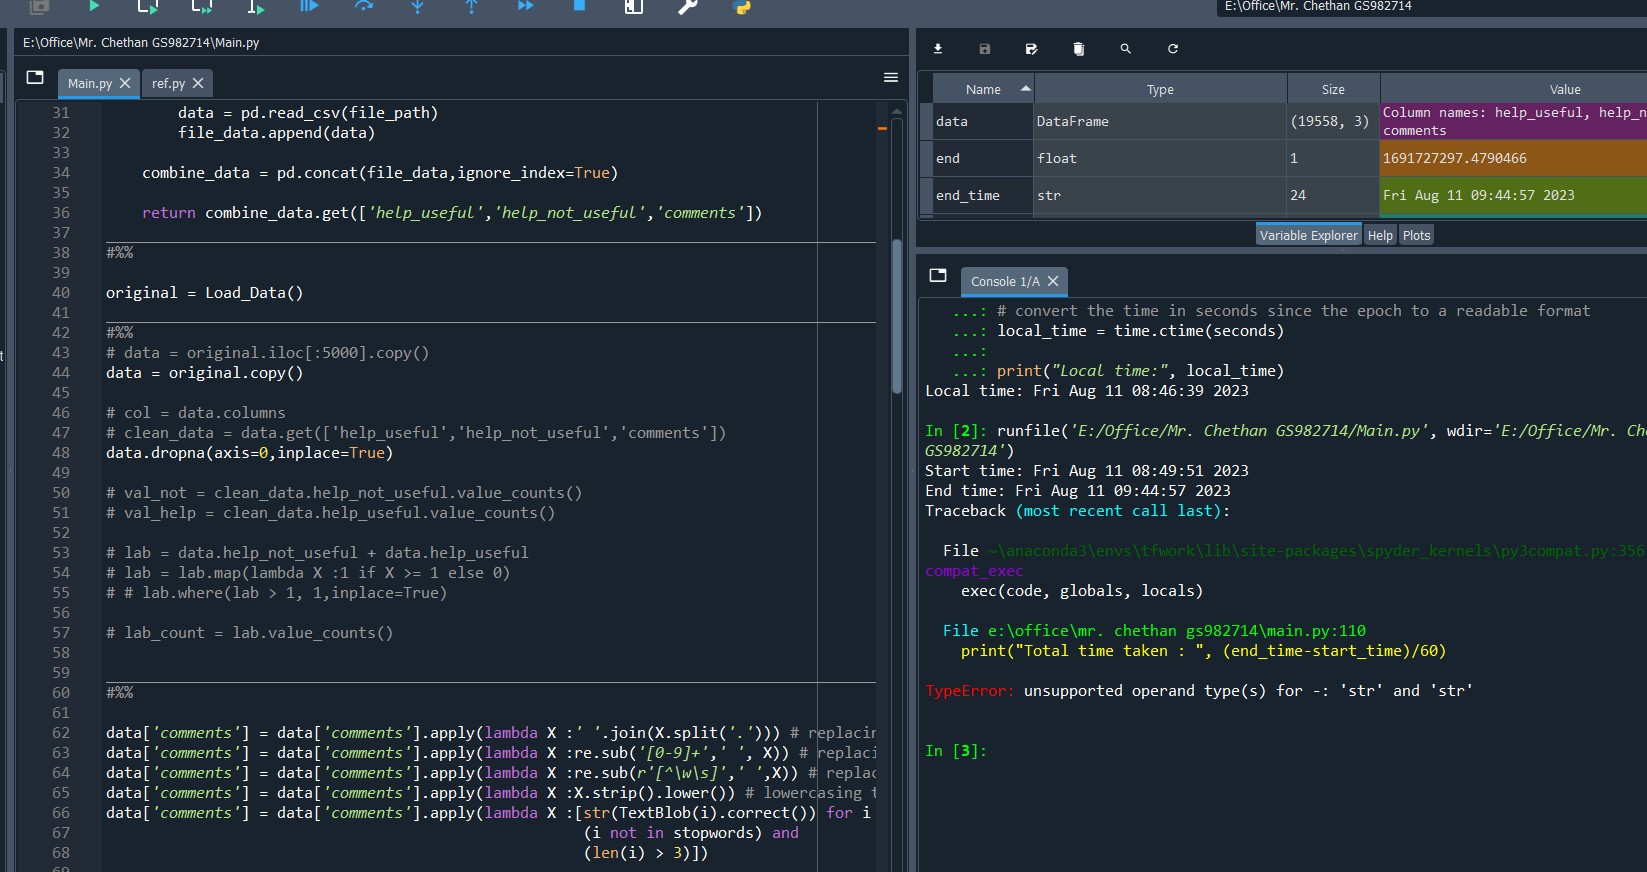 E:\Office\Mr. Chethan GS982714
E:\Office\Mr. Chethan GS982714\Main.py
Main.py
ref.py
31 data = pd.read_csv(file_path)
32 file_data.append(data)
33
34 combine_data = pd.concat(file_data,ignore_index=True)
35
36 return combine_data.get(['help_useful','help_not_useful','comments'])
37
38 #%%
39
40 original = Load_Data()
41
42 #%%
43 # data = original.iloc[:5000].copy()
44 data = original.copy()
45
46 # col = data.columns
47 # clean_data = data.get(['help_useful','help_not_useful','comments'])
48 data.dropna(axis=0,inplace=True)
49
50 # val_not = clean_data.help_not_useful.value_counts()
51 # val_help = clean_data.help_useful.value_counts()
52
53 # lab = data.help_not_useful + data.help_useful
54 # lab = lab.map(lambda X :1 if X >= 1 else 0)
55 # # lab.where(lab > 1, 1,inplace=True)
56
57 # lab_count = lab.value_counts()
58
59
60 #%%
61
62 data['comments'] = data['comments'].apply(lambda X :' '.join(X.split('.'))) # replacin
63 data['comments'] = data['comments'].apply(lambda X :re.sub('[0-9]+',' ', X)) # replaci
64 data['comments'] = data['comments'].apply(lambda X :re.sub(r'[^\w\s]',' ',X)) # replac
65 data['comments'] = data['comments'].apply(lambda X :X.strip().lower()) # lowercasing t
66 data['comments'] = data['comments'].apply(lambda X :[str(TextBlob(i).correct()) for i
67 (i not in stopwords) and
68 (len(i) > 3)])
Name Type Size Value
data DataFrame (19558, 3) Column names: help_useful, help_n
comments
end float 1 1691727297.4790466
end_time str 24 Fri Aug 11 09:44:57 2023
Variable Explorer Help Plots
Console 1/A
...: # convert the time in seconds since the epoch to a readable format
...: local_time = time.ctime(seconds)
...:
...: print("Local time:", local_time)
Local time: Fri Aug 11 08:46:39 2023
In [2]: runfile('E:/Office/Mr. Chethan GS982714/Main.py', wdir='E:/Office/Mr. Ch
GS982714')
Start time: Fri Aug 11 08:49:51 2023
End time: Fri Aug 11 09:44:57 2023
Traceback (most recent call last):
File ~\anaconda3\envs\tfwork\lib\site-packages\spyder_kernels\py3compat.py:356
compat_exec
exec(code, globals, locals)
File e:\office\mr. chethan gs982714\main.py:110
print("Total time taken : ", (end_time-start_time)/60)
TypeError: unsupported operand type(s) for -: 'str' and 'str'
In [3]: